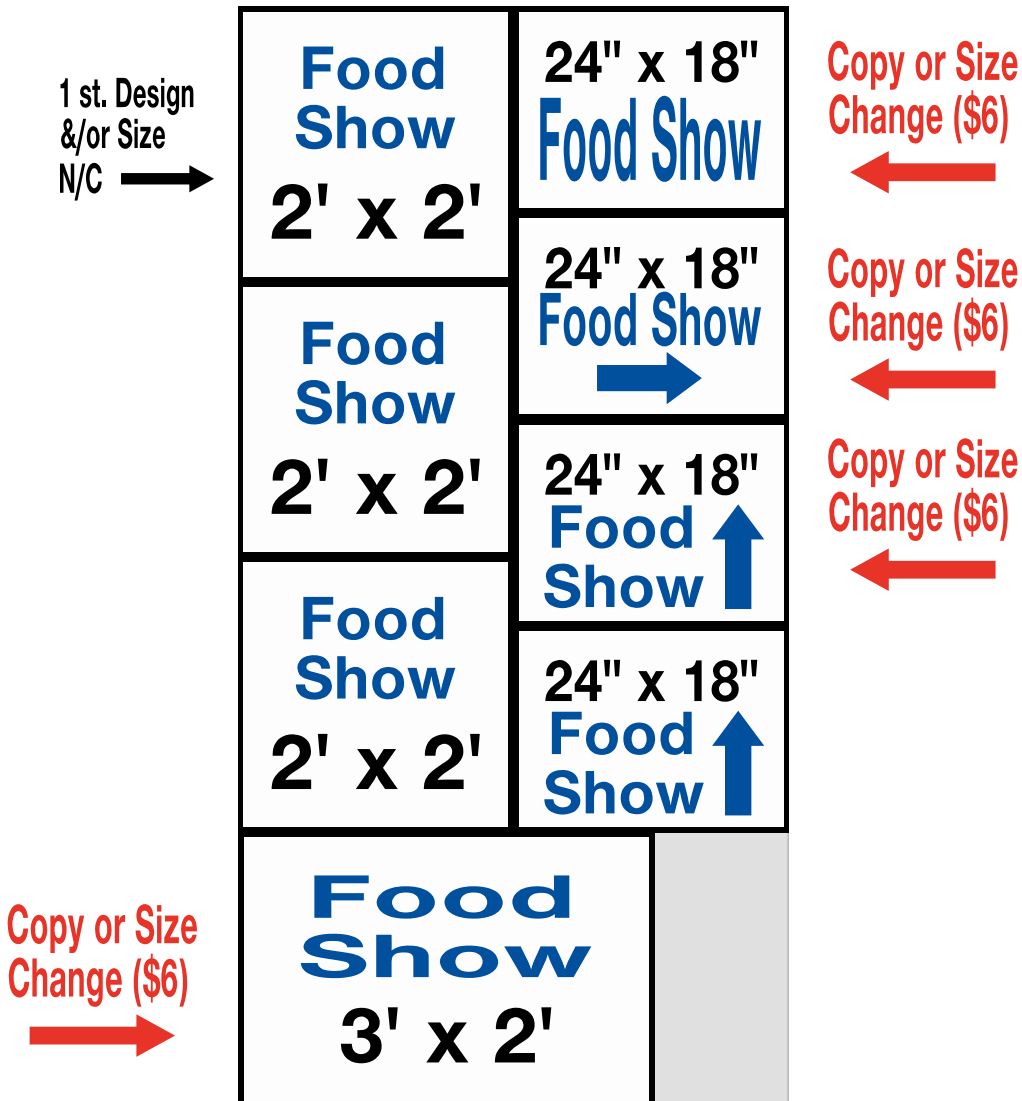 1 st. Design
&/or Size
N/C
Food
Show
2' x 2'
24" x 18"
Food Show
Copy or Size
Change ($6)
24" x 18"
Food Show
Copy or Size
Change ($6)
Food
Show
2' x 2'
24" x 18"
Food
Show
Copy or Size
Change ($6)
Food
Show
2' x 2'
24" x 18"
Food
Show
Copy or Size
Change ($6)
Food
Show
3' x 2'